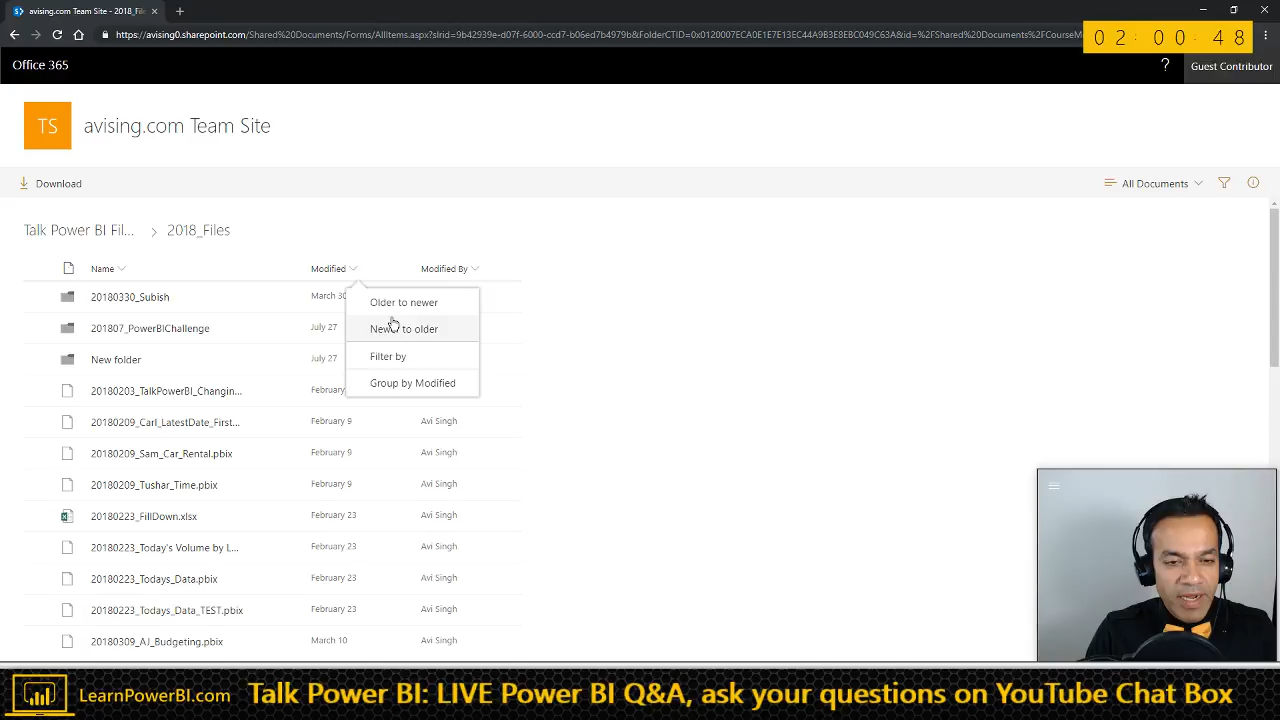 avising.com Team Site - 2018_Files
https://avising0.sharepoint.com/Shared%20Documents/Forms/AllItems.aspx?slrid=9b42939e-d07f-6000-ccd7-b06ed7b4979b&FolderCTID=0x0120007ECA0E1E7E13EC44A9B3E8EBC049C63A&id=%2FShared%20Documents%2FCourseM
02:00:48
Office 365
?
Guest Contributor
TS
avising.com Team Site
Download
All Documents
Talk Power BI Fil... > 2018_Files
Name
Modified
Modified By
20180330_Subish
March 30
Older to newer
201807_PowerBIChallenge
July 27
Newer to older
New folder
July 27
Filter by
20180203_TalkPowerBI_Changin...
February
Group by Modified
20180209_Carl_LatestDate_First...
February 9
Avi Singh
20180209_Sam_Car_Rental.pbix
February 9
Avi Singh
20180209_Tushar_Time.pbix
February 9
Avi Singh
20180223_FillDown.xlsx
February 23
Avi Singh
20180223_Today's Volume by L...
February 23
Avi Singh
20180223_Todays_Data.pbix
February 23
Avi Singh
20180223_Todays_Data_TEST.pbix
February 23
Avi Singh
20180309_AJ_Budgeting.pbix
March 10
Avi Singh
LearnPowerBI.com
Talk Power BI: LIVE Power BI Q&A, ask your questions on YouTube Chat Box